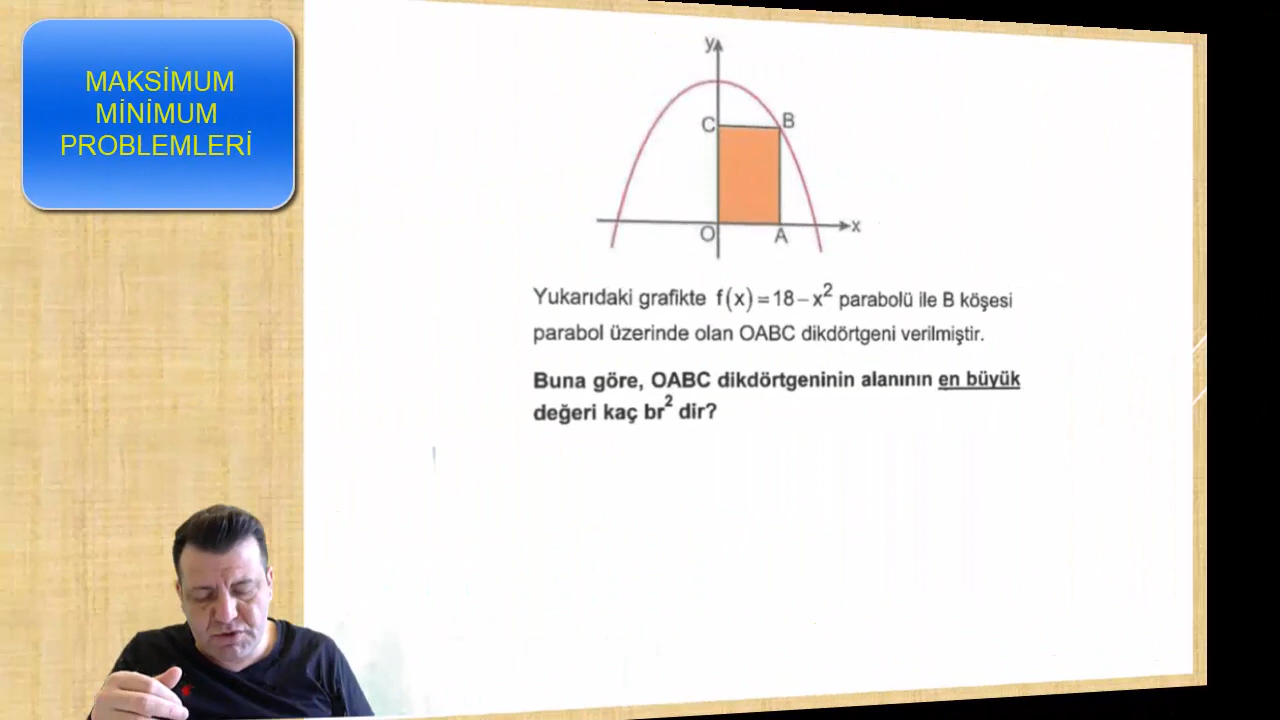 MAKSİMUM
MİNİMUM
PROBLEMLERİ
y
C
B
O
A
x
Yukarıdaki grafikte f(x)=18−x² parabolü ile B köşesi
parabol üzerinde olan OABC dikdörtgeni verilmiştir.
Buna göre, OABC dikdörtgeninin alanının en büyük
değeri kaç br² dir?